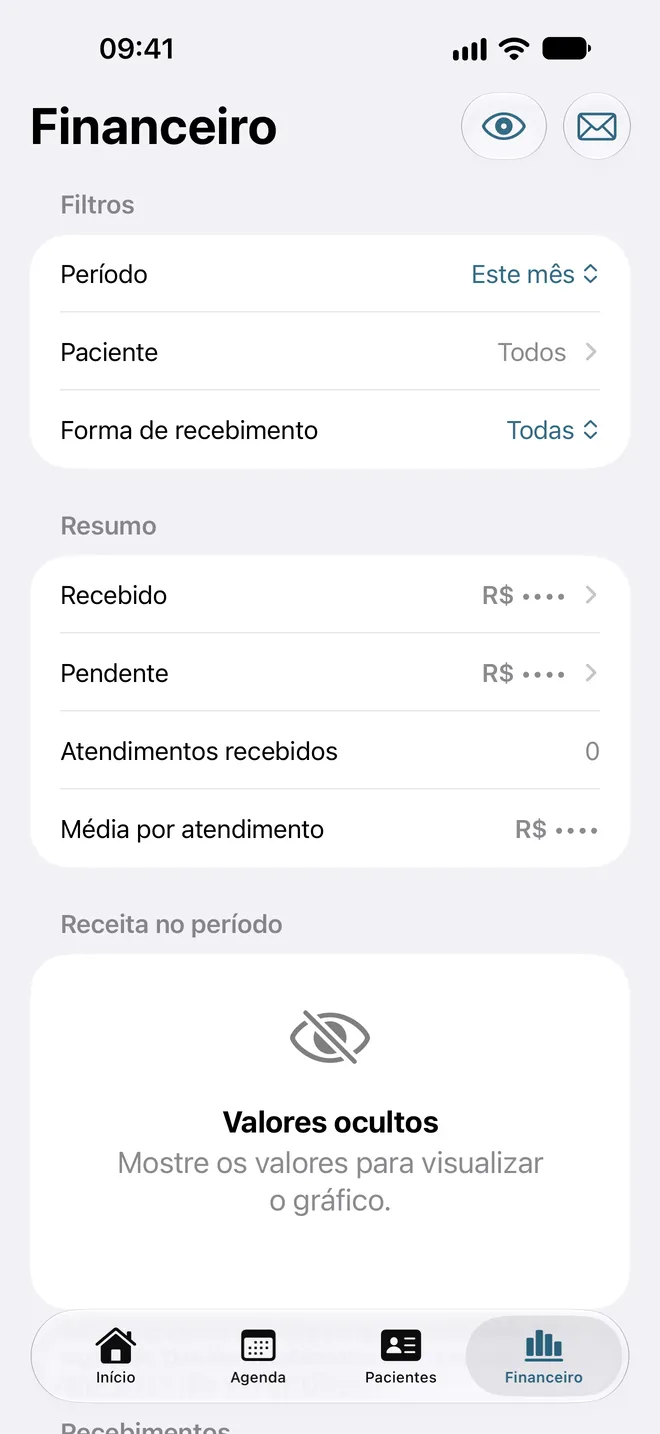 09:41
Financeiro
Filtros
Período Este mês
Paciente Todos
Forma de recebimento Todas
Resumo
Recebido R$ ••••
Pendente R$ ••••
Atendimentos recebidos 0
Média por atendimento R$ ••••
Receita no período
Valores ocultos
Mostre os valores para visualizar
o gráfico.
Início Agenda Pacientes Financeiro
Recebimentos